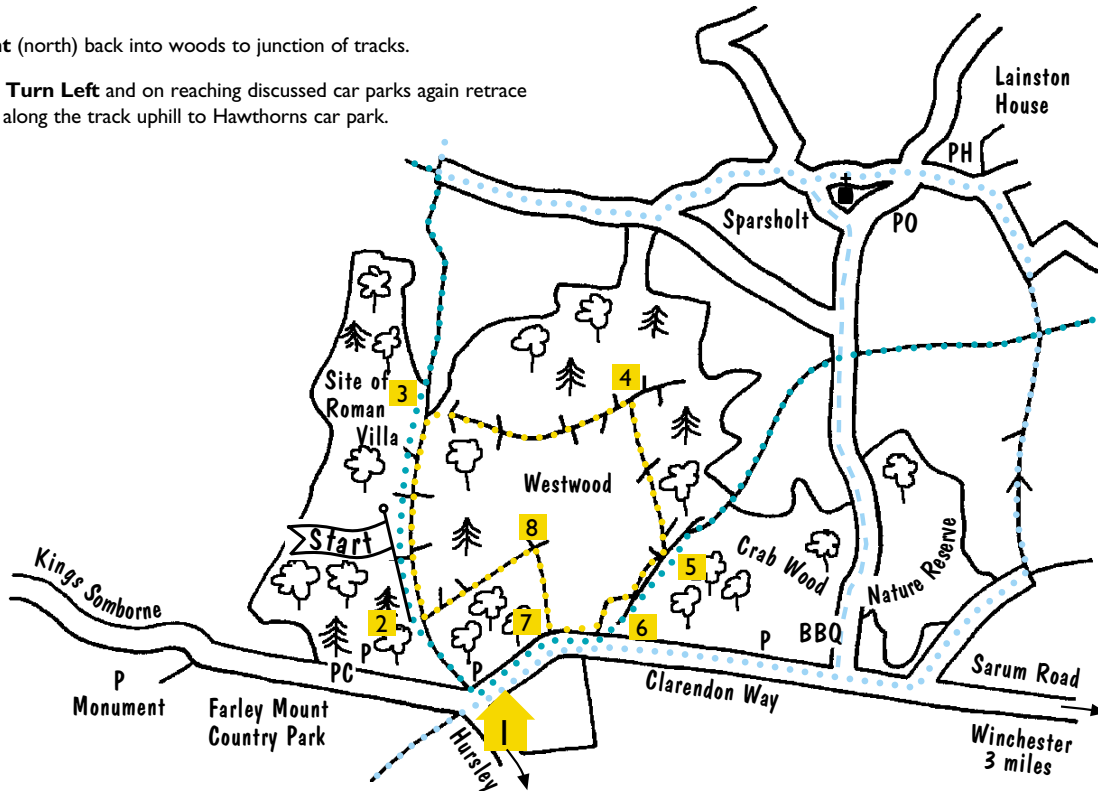 nt (north) back into woods to junction of tracks.
Turn Left and on reaching discussed car parks again retrace
along the track uphill to Hawthorns car park.
Lainston
House
PH
Sparsholt
PO
Site of
Roman
Villa
3
4
Westwood
Start
8
5
Crab Wood
Nature Reserve
Kings Somborne
2
7
6
P
P
P
BBQ
PC
P
Monument
Farley Mount
Country Park
1
Hursley
Clarendon Way
Sarum Road
Winchester
3 miles